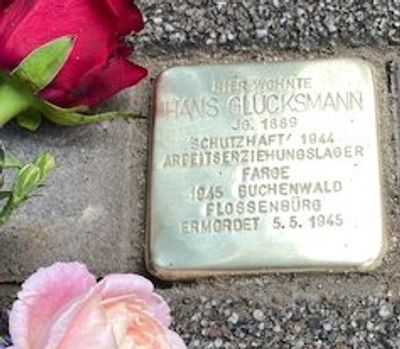 HIER WOHNTE
HANS GLÜCKSMANN
JG. 1889
'SCHUTZHAFT' 1944
ARBEITSERZIEHUNGSLAGER
FARGE
1945 BUCHENWALD
FLOSSENBÜRG
ERMORDET 5.5.1945